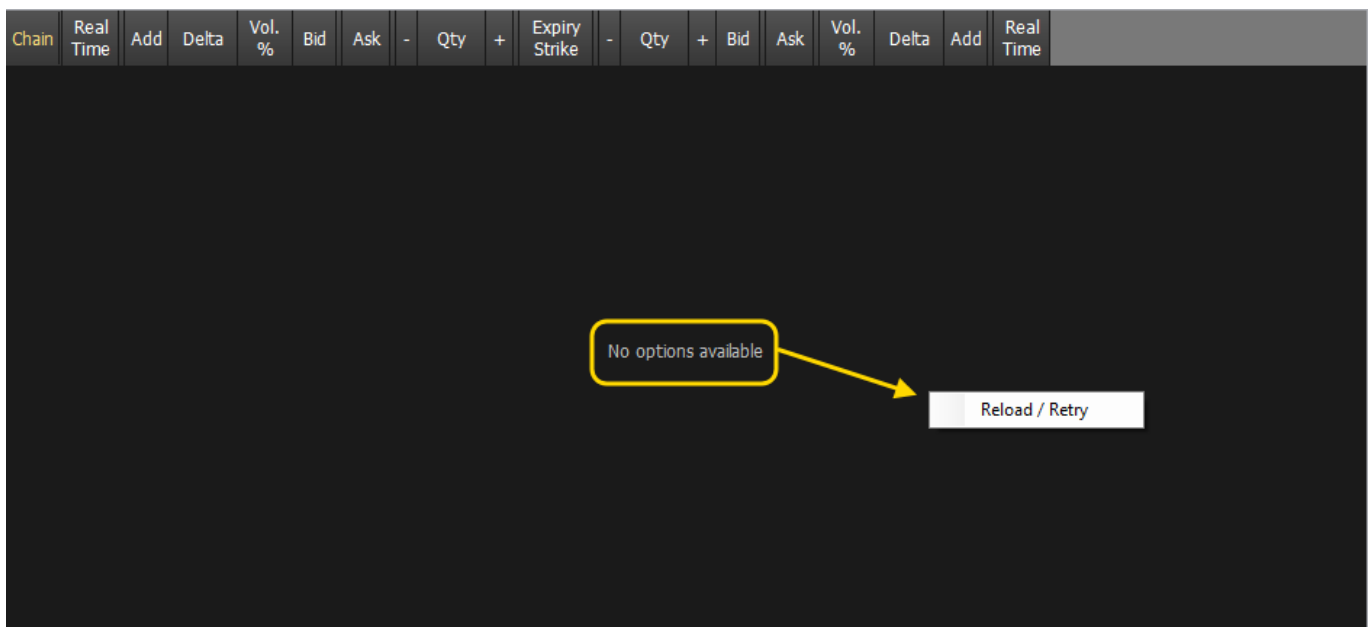 Chain Real Time Add Delta Vol. % Bid Ask - Qty + Expiry Strike - Qty + Bid Ask Vol. % Delta Add Real Time
No options available
Reload / Retry